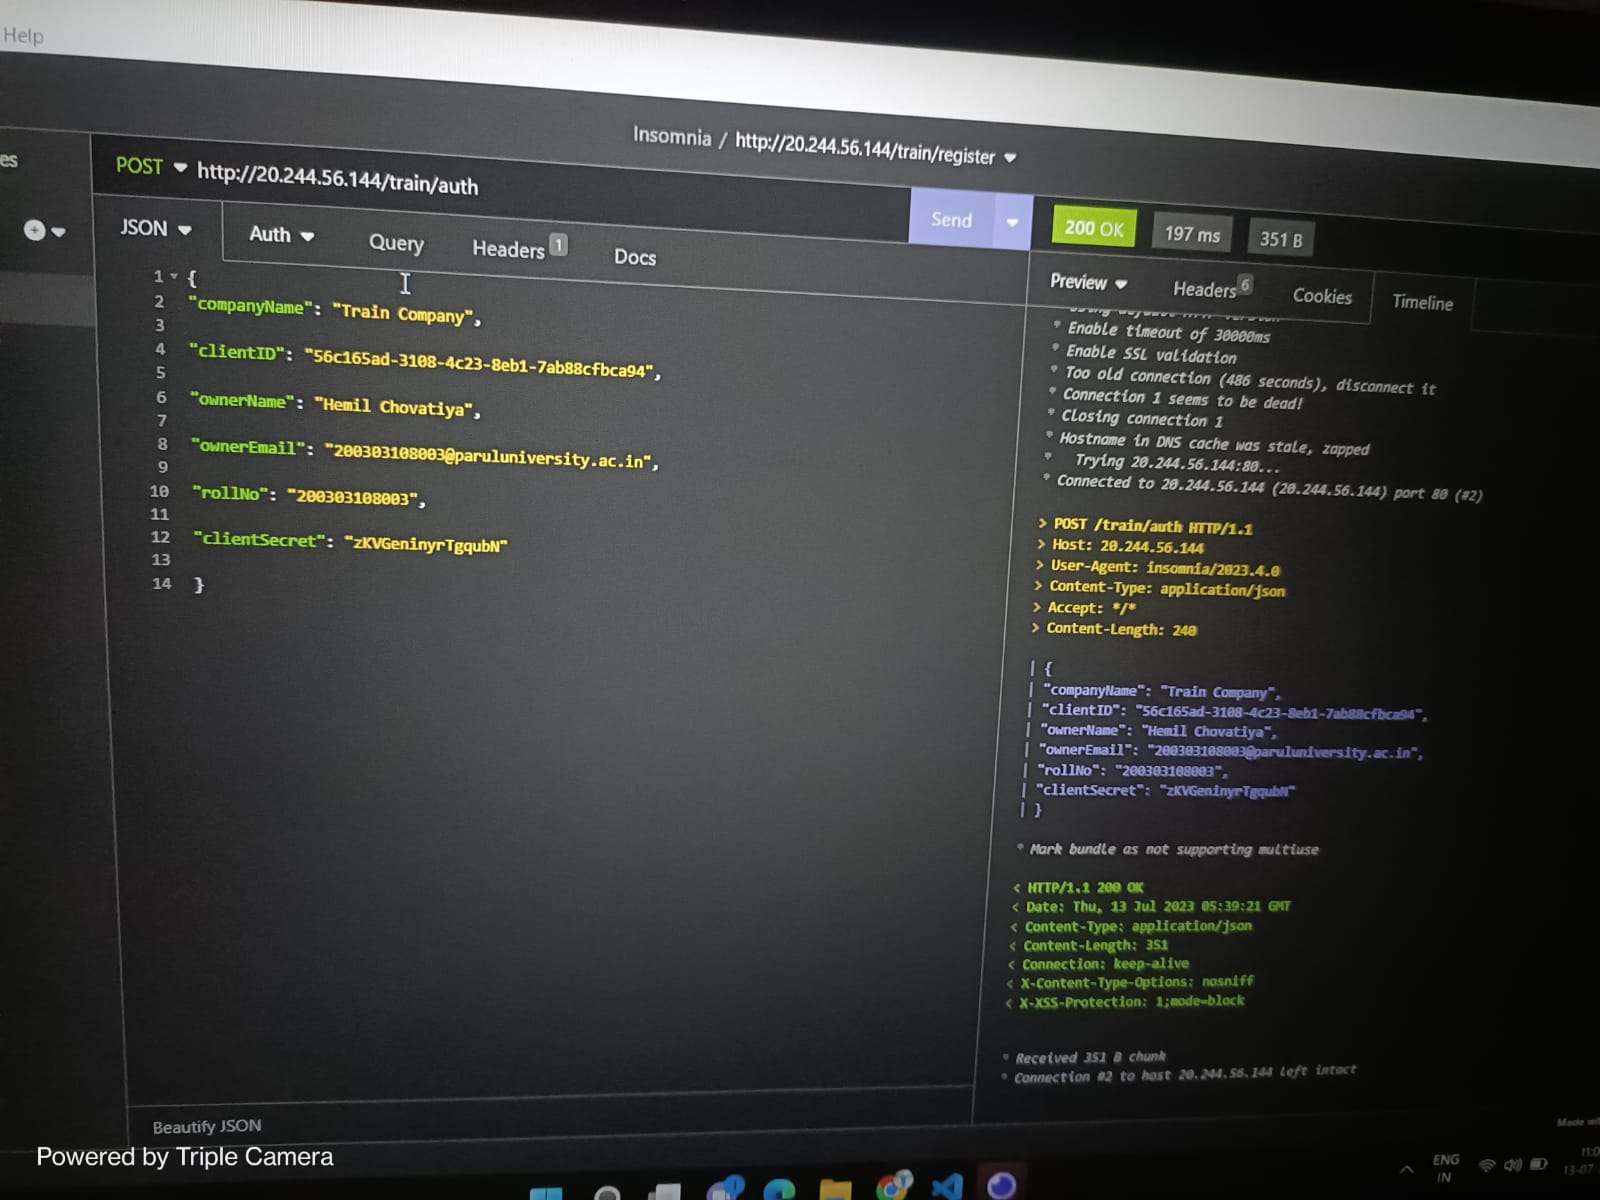 Help
Insomnia / http://20.244.56.144/train/register
es
POST http://20.244.56.144/train/auth
Send
200 OK
197 ms
351 B
JSON
Auth
Query
Headers 1
Docs
Preview
Headers 6
Cookies
Timeline
1 {
2 "companyName": "Train Company",
3
4 "clientID": "56c165ad-3108-4c23-8eb1-7ab88cfbca94",
5
6 "ownerName": "Hemil Chovatiya",
7
8 "ownerEmail": "200303108003@paruluniversity.ac.in",
9
10 "rollNo": "200303108003",
11
12 "clientSecret": "zKVGeninyrTgqubN"
13
14 }
* Enable timeout of 30000ms
* Enable SSL validation
* Too old connection (486 seconds), disconnect it
* Connection 1 seems to be dead!
* Closing connection 1
* Hostname in DNS cache was stale, zapped
* Trying 20.244.56.144:80...
* Connected to 20.244.56.144 (20.244.56.144) port 80 (#2)
> POST /train/auth HTTP/1.1
> Host: 20.244.56.144
> User-Agent: insomnia/2023.4.0
> Content-Type: application/json
> Accept: */*
> Content-Length: 240
| {
| "companyName": "Train Company",
| "clientID": "56c165ad-3108-4c23-8eb1-7ab88cfbca94",
| "ownerName": "Hemil Chovatiya",
| "ownerEmail": "200303108003@paruluniversity.ac.in",
| "rollNo": "200303108003",
| "clientSecret": "zKVGeninyrTgqubN"
| }
* Mark bundle as not supporting multiuse
< HTTP/1.1 200 OK
< Date: Thu, 13 Jul 2023 05:39:21 GMT
< Content-Type: application/json
< Content-Length: 351
< Connection: keep-alive
< X-Content-Type-Options: nosniff
< X-XSS-Protection: 1;mode=block
* Received 351 B chunk
* Connection #2 to host 20.244.56.144 left intact
Beautify JSON
Made wi
Powered by Triple Camera
ENG
IN
11:0
13-07-